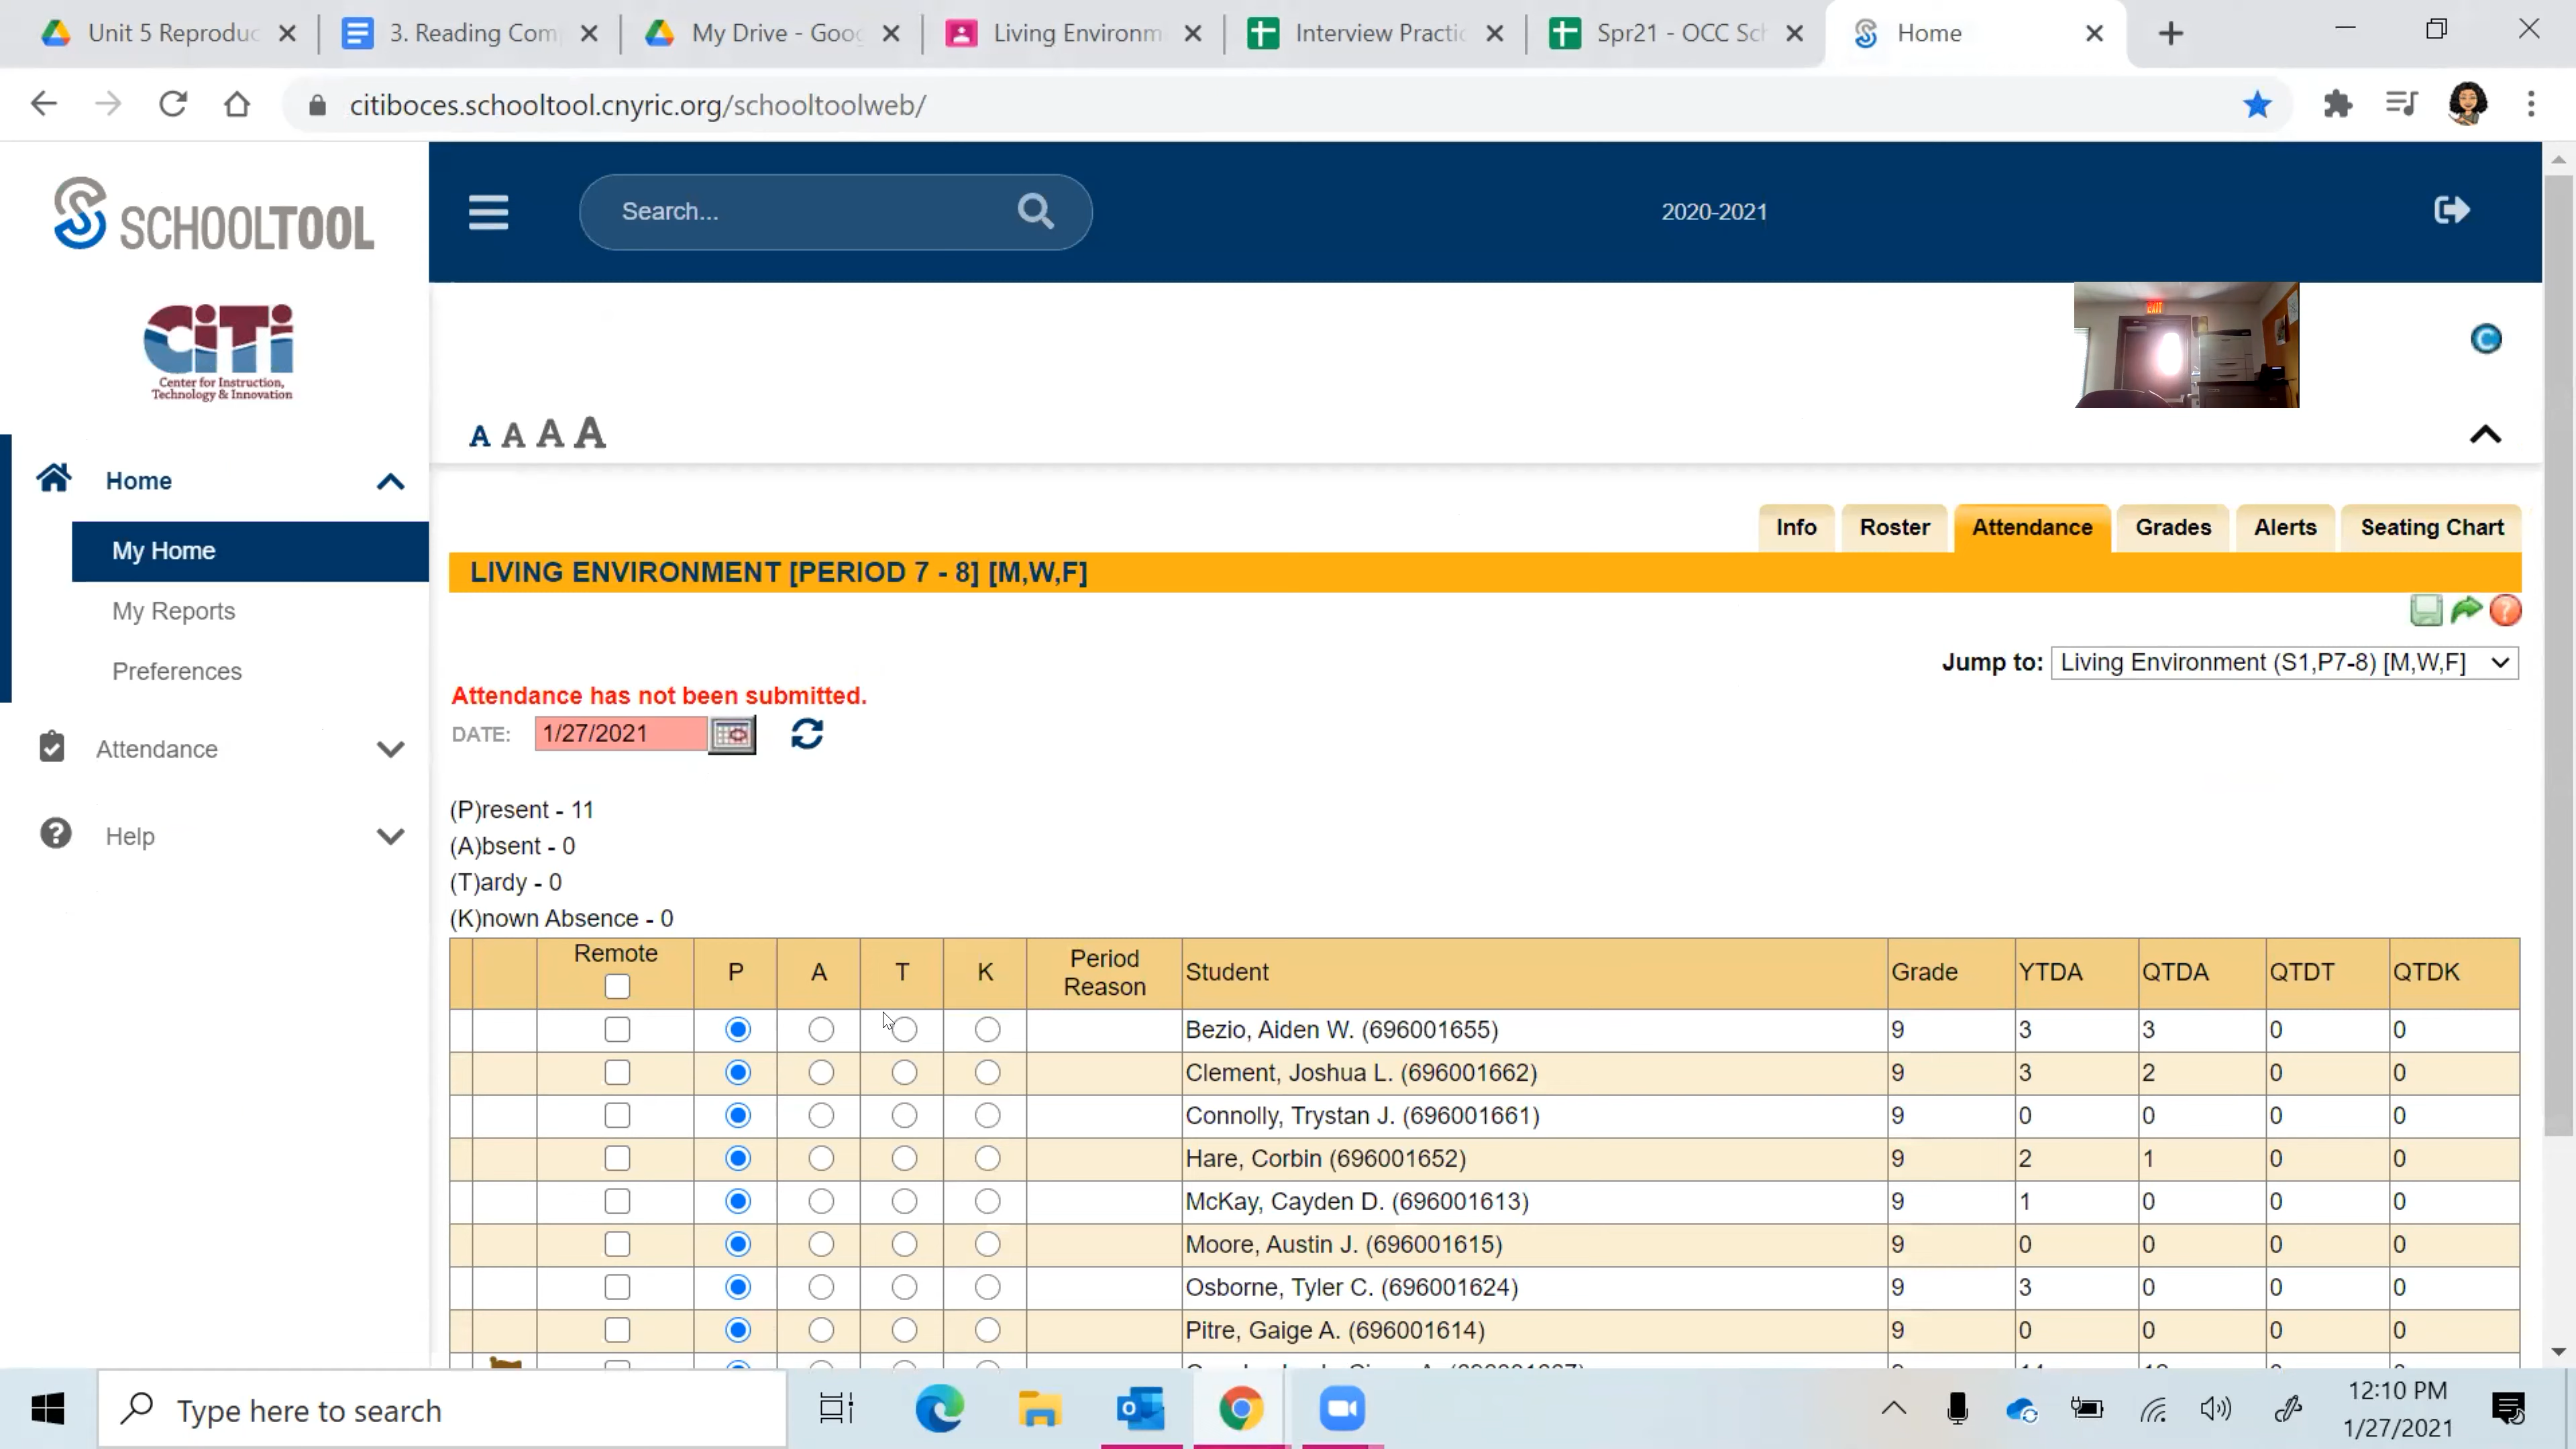 Unit 5 Reproduc
3. Reading Com
My Drive - Goog
Living Environm
Interview Practic
Spr21 - OCC Sch
Home
citiboces.schooltool.cnyric.org/schooltoolweb/
SCHOOLTOOL
Search...
2020-2021
CiTi
Center for Instruction,
Technology & Innovation
EXIT
C
A A A A
Home
My Home
My Reports
Preferences
Attendance
Help
Info Roster Attendance Grades Alerts Seating Chart
LIVING ENVIRONMENT [PERIOD 7 - 8] [M,W,F]
Jump to: Living Environment (S1,P7-8) [M,W,F]
Attendance has not been submitted.
DATE: 1/27/2021
(P)resent - 11
(A)bsent - 0
(T)ardy - 0
(K)nown Absence - 0
Remote P A T K Period Reason Student Grade YTDA QTDA QTDT QTDK
Bezio, Aiden W. (696001655) 9 3 3 0 0
Clement, Joshua L. (696001662) 9 3 2 0 0
Connolly, Trystan J. (696001661) 9 0 0 0 0
Hare, Corbin (696001652) 9 2 1 0 0
McKay, Cayden D. (696001613) 9 1 0 0 0
Moore, Austin J. (696001615) 9 0 0 0 0
Osborne, Tyler C. (696001624) 9 3 0 0 0
Pitre, Gaige A. (696001614) 9 0 0 0 0
Type here to search
12:10 PM
1/27/2021